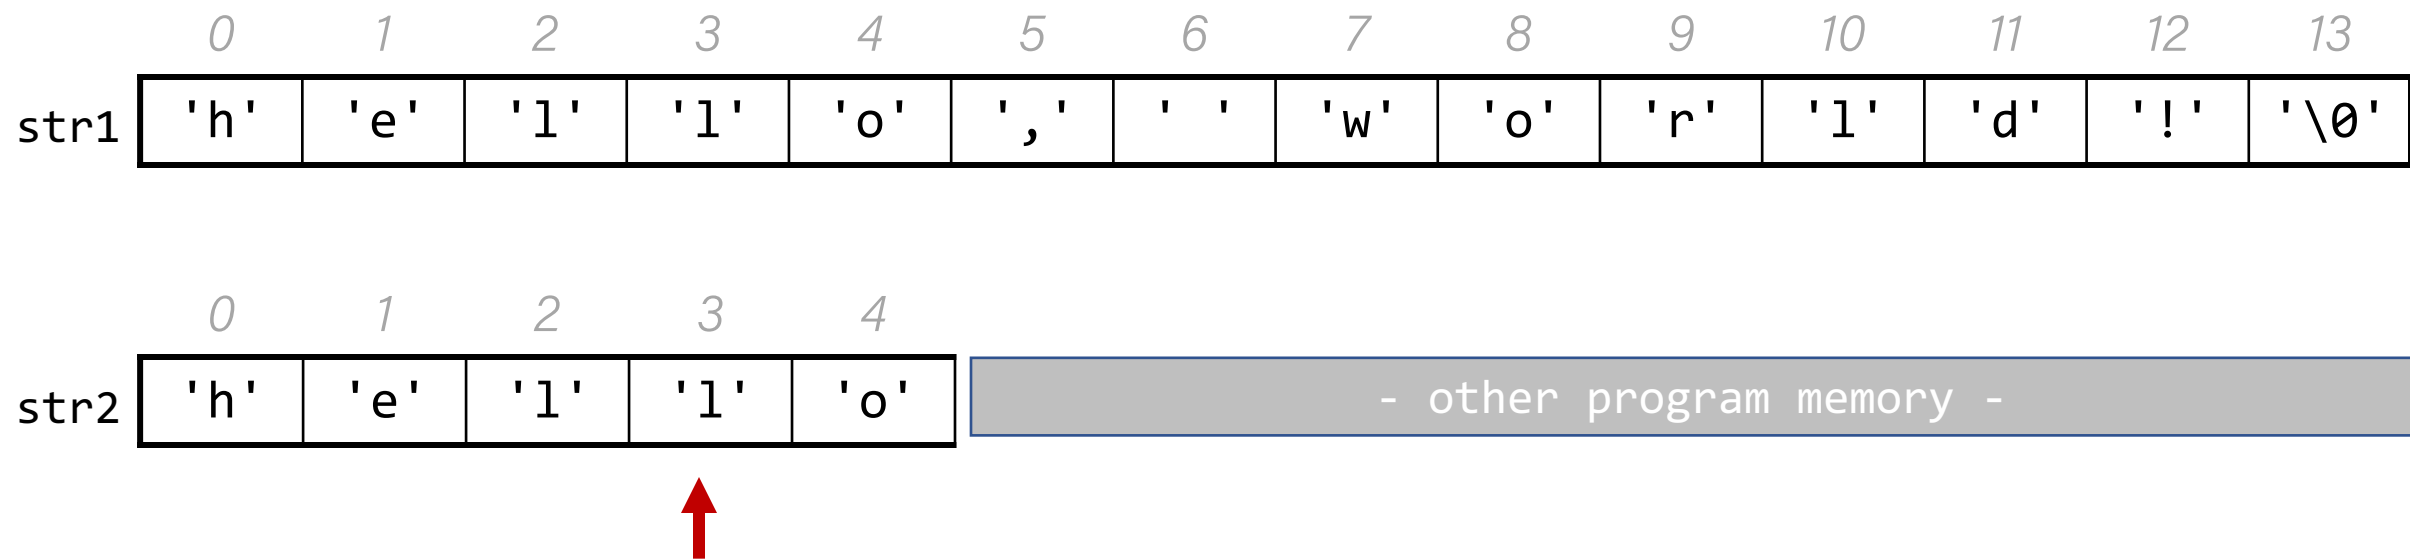 0 1 2 3 4 5 6 7 8 9 10 11 12 13
str1 'h' 'e' 'l' 'l' 'o' ',' ' ' 'w' 'o' 'r' 'l' 'd' '!' '\0'
0 1 2 3 4
str2 'h' 'e' 'l' 'l' 'o' - other program memory -